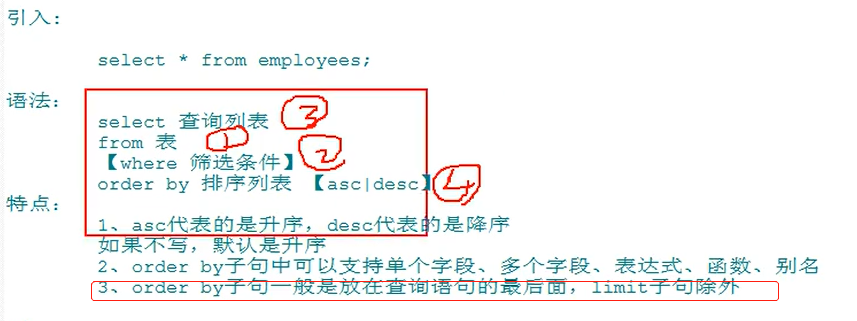 引入：
select * from employees;
语法：
select 查询列表 3
from 表 1
【where 筛选条件】 2
order by 排序列表 【asc|desc】 4
特点：
1、asc代表的是升序，desc代表的是降序
如果不写，默认是升序
2、order by子句中可以支持单个字段、多个字段、表达式、函数、别名
3、order by子句一般是放在查询语句的最后面，limit子句除外